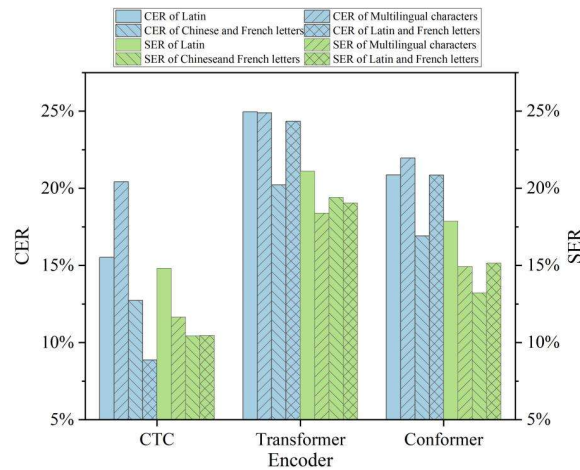 CER of Latin
CER of Multilingual characters
CER of Chinese and French letters
CER of Latin and French letters
SER of Latin
SER of Multilingual characters
SER of Chineseand French letters
SER of Latin and French letters
25%
25%
20%
20%
15%
15%
10%
10%
5%
5%
CER
SER
CTC
Transformer
Conformer
Encoder